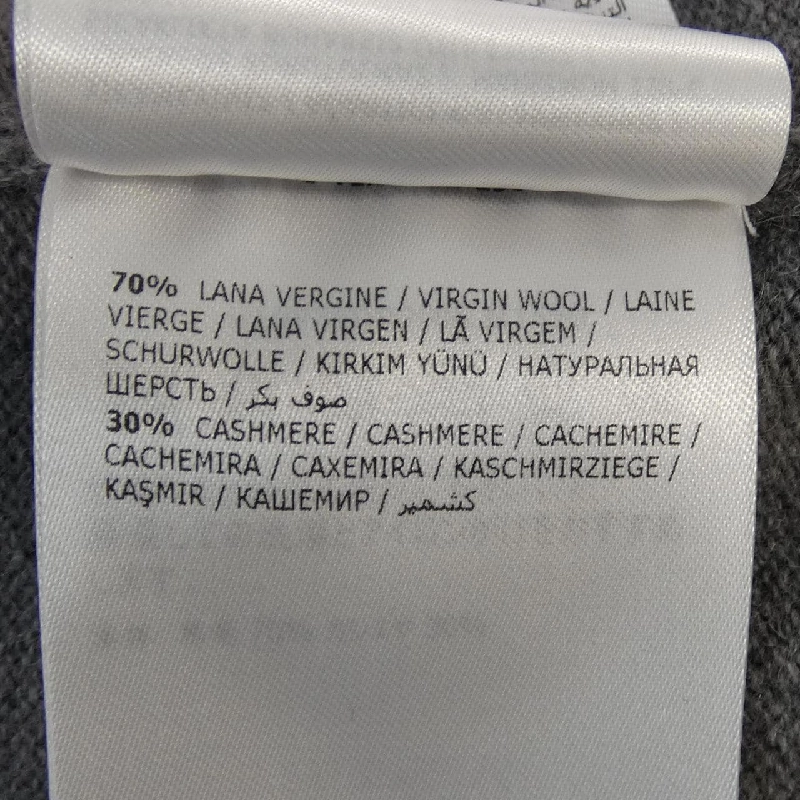 70% LANA VERGINE / VIRGIN WOOL / LAINE
VIERGE / LANA VIRGEN / LÃ VIRGEM /
SCHURWOLLE / KIRKIM YÜNÜ / НАТУРАЛЬНАЯ
ШЕРСТЬ / صوف بكر
30% CASHMERE / CASHMERE / CACHEMIRE /
CACHEMIRA / CAXEMIRA / KASCHMIRZIEGE /
KAŞMIR / КАШЕМИР / كشمير